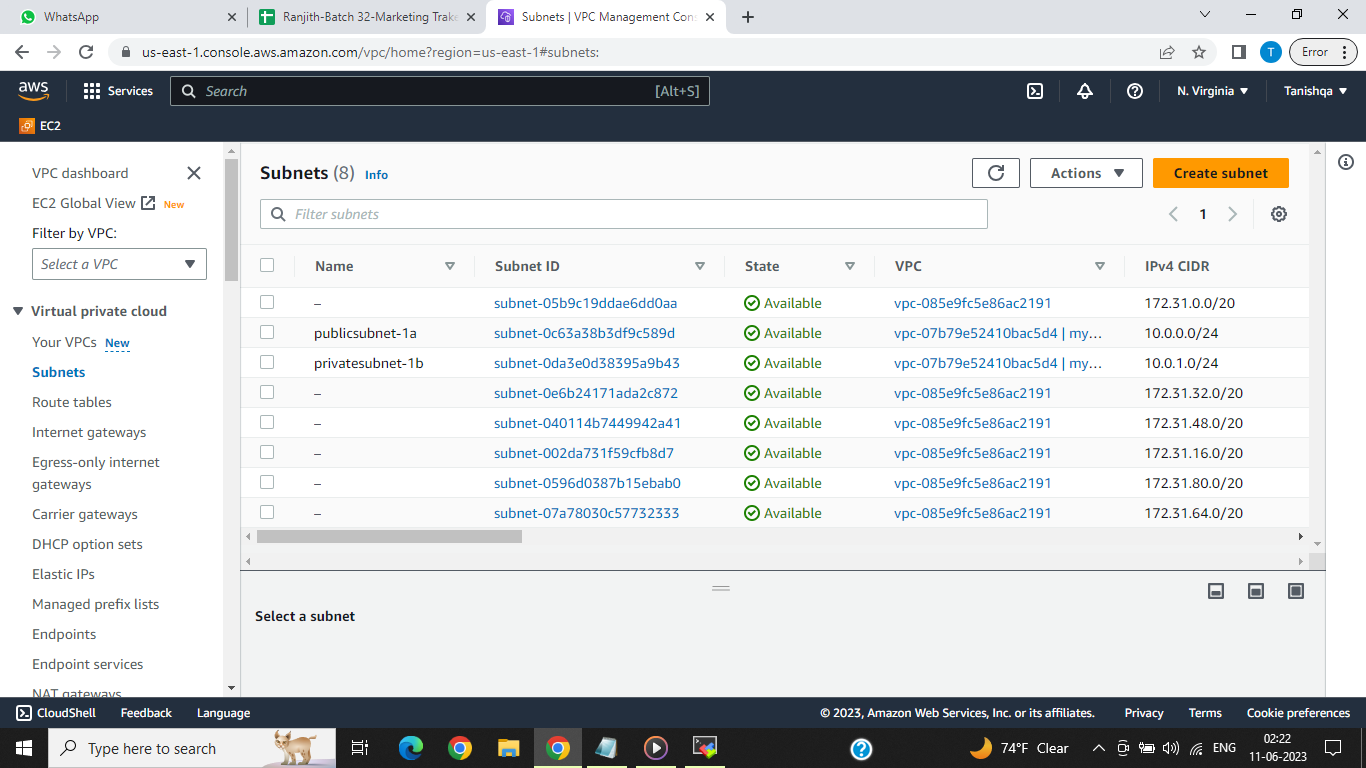 WhatsApp
Ranjith-Batch 32-Marketing Trake
Subnets | VPC Management Cons
us-east-1.console.aws.amazon.com/vpc/home?region=us-east-1#subnets:
T
Error
aws
Services
Search
[Alt+S]
N. Virginia
Tanishqa
EC2
VPC dashboard
EC2 Global View New
Filter by VPC:
Select a VPC
Virtual private cloud
Your VPCs New
Subnets
Route tables
Internet gateways
Egress-only internet
gateways
Carrier gateways
DHCP option sets
Elastic IPs
Managed prefix lists
Endpoints
Endpoint services
NAT gateways
Subnets (8) Info
Actions
Create subnet
Filter subnets
1
Name Subnet ID State VPC IPv4 CIDR
– subnet-05b9c19ddae6dd0aa Available vpc-085e9fc5e86ac2191 172.31.0.0/20
publicsubnet-1a subnet-0c63a38b3df9c589d Available vpc-07b79e52410bac5d4 | my... 10.0.0.0/24
privatesubnet-1b subnet-0da3e0d38395a9b43 Available vpc-07b79e52410bac5d4 | my... 10.0.1.0/24
– subnet-0e6b24171ada2c872 Available vpc-085e9fc5e86ac2191 172.31.32.0/20
– subnet-040114b7449942a41 Available vpc-085e9fc5e86ac2191 172.31.48.0/20
– subnet-002da731f59cfb8d7 Available vpc-085e9fc5e86ac2191 172.31.16.0/20
– subnet-0596d0387b15ebab0 Available vpc-085e9fc5e86ac2191 172.31.80.0/20
– subnet-07a78030c57732333 Available vpc-085e9fc5e86ac2191 172.31.64.0/20
Select a subnet
CloudShell Feedback Language
© 2023, Amazon Web Services, Inc. or its affiliates. Privacy Terms Cookie preferences
Type here to search
74°F Clear
ENG
02:22
11-06-2023